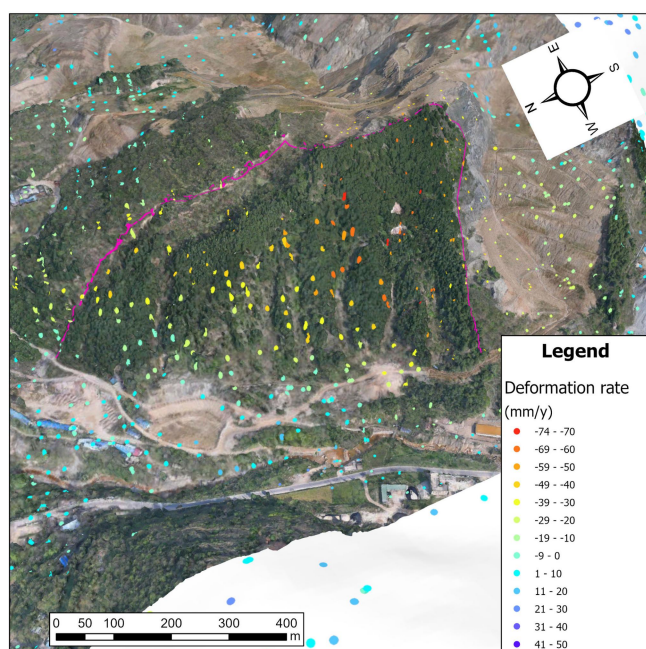 E
S
N
W
Legend
Deformation rate
(mm/y)
-74 - -70
-69 - -60
-59 - -50
-49 - -40
-39 - -30
-29 - -20
-19 - -10
-9 - 0
1 - 10
11 - 20
21 - 30
31 - 40
41 - 50
0 50 100 200 300 400
m